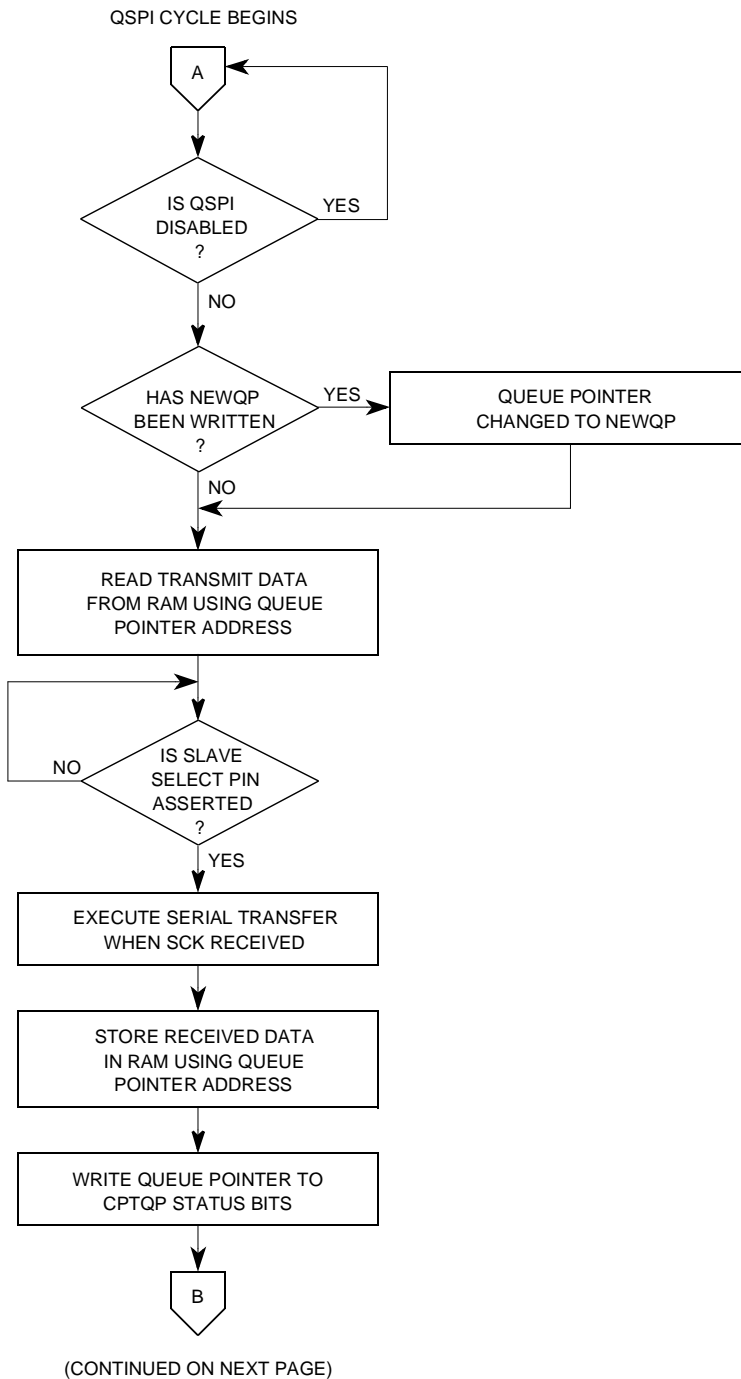 QSPI CYCLE BEGINS
A
IS QSPI
DISABLED
?
YES
NO
HAS NEWQP
BEEN WRITTEN
?
YES
QUEUE POINTER
CHANGED TO NEWQP
NO
READ TRANSMIT DATA
FROM RAM USING QUEUE
POINTER ADDRESS
IS SLAVE
SELECT PIN
ASSERTED
?
NO
YES
EXECUTE SERIAL TRANSFER
WHEN SCK RECEIVED
STORE RECEIVED DATA
IN RAM USING QUEUE
POINTER ADDRESS
WRITE QUEUE POINTER TO
CPTQP STATUS BITS
B
(CONTINUED ON NEXT PAGE)